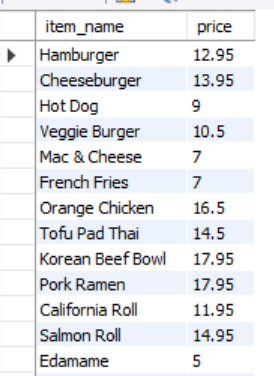 item_name price
Hamburger 12.95
Cheeseburger 13.95
Hot Dog 9
Veggie Burger 10.5
Mac & Cheese 7
French Fries 7
Orange Chicken 16.5
Tofu Pad Thai 14.5
Korean Beef Bowl 17.95
Pork Ramen 17.95
California Roll 11.95
Salmon Roll 14.95
Edamame 5